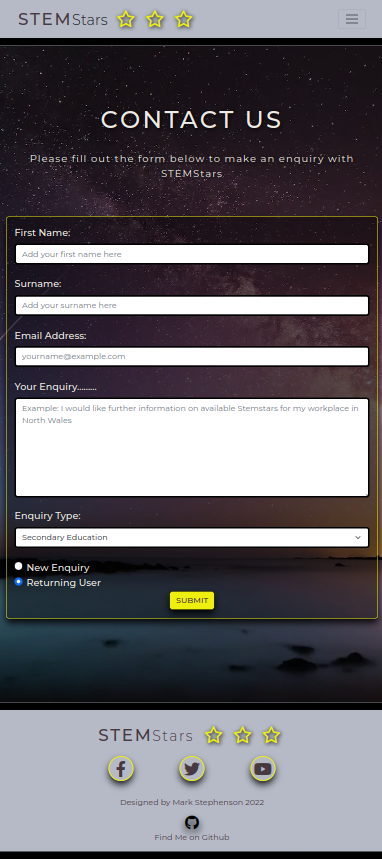 STEMStars
CONTACT US
Please fill out the form below to make an enquiry with
STEMStars
First Name:
Add your first name here
Surname:
Add your surname here
Email Address:
yourname@example.com
Your Enquiry.........
Example: I would like further information on available Stemstars for my workplace in
North Wales
Enquiry Type:
Secondary Education
New Enquiry
Returning User
SUBMIT
STEMStars
Designed by Mark Stephenson 2022
Find Me on Github